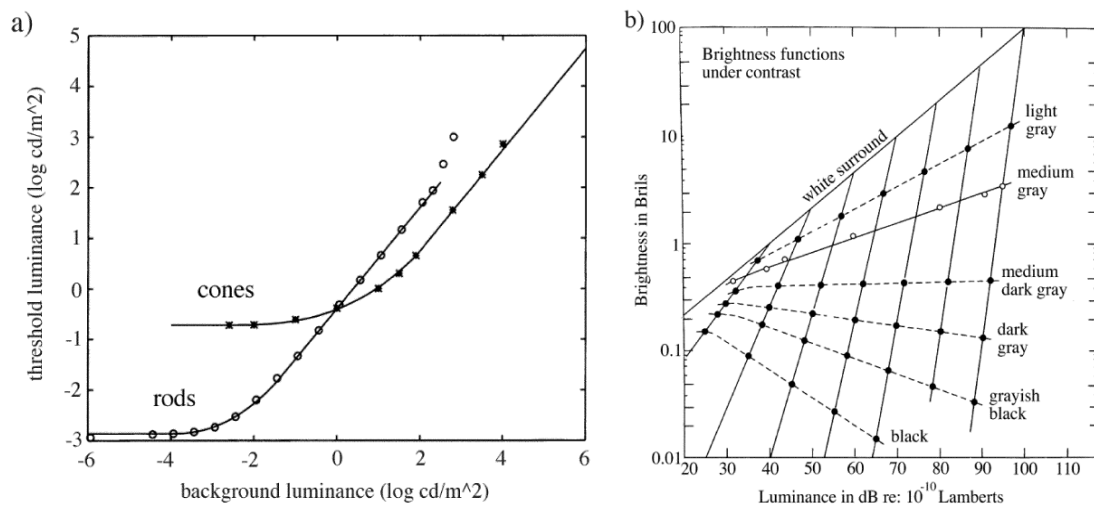 a)
threshold luminance (log cd/m^2)
5
4
3
2
1
0
-1
-2
-3
cones
rods
-6
-4
-2
0
2
4
6
background luminance (log cd/m^2)
b)
Brightness in Brils
100
10
1
0.1
0.01
Brightness functions
under contrast
white surround
light
gray
medium
gray
medium
dark gray
dark
gray
grayish
black
black
20
30
40
50
60
70
80
90
100
Luminance in dB re: 10^-10 Lamberts